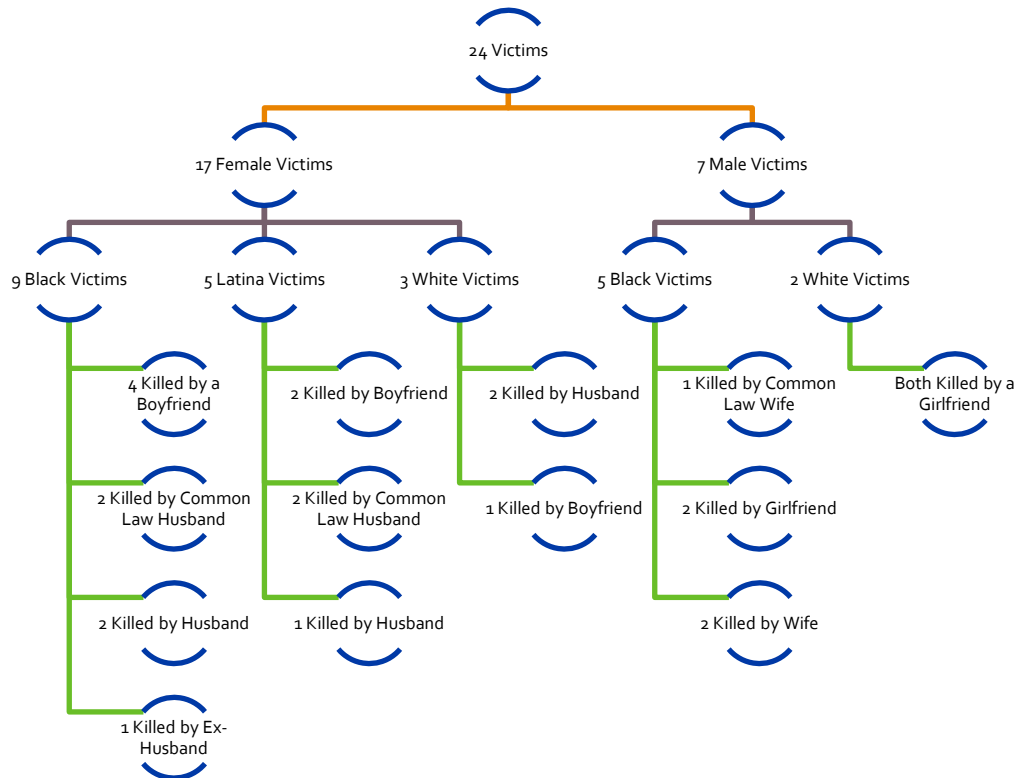 24 Victims
17 Female Victims
7 Male Victims
9 Black Victims
5 Latina Victims
3 White Victims
5 Black Victims
2 White Victims
4 Killed by a
Boyfriend
2 Killed by Boyfriend
2 Killed by Husband
1 Killed by Common
Law Wife
Both Killed by a
Girlfriend
2 Killed by Common
Law Husband
2 Killed by Common
Law Husband
1 Killed by Boyfriend
2 Killed by Girlfriend
2 Killed by Husband
1 Killed by Husband
2 Killed by Wife
1 Killed by Ex-
Husband